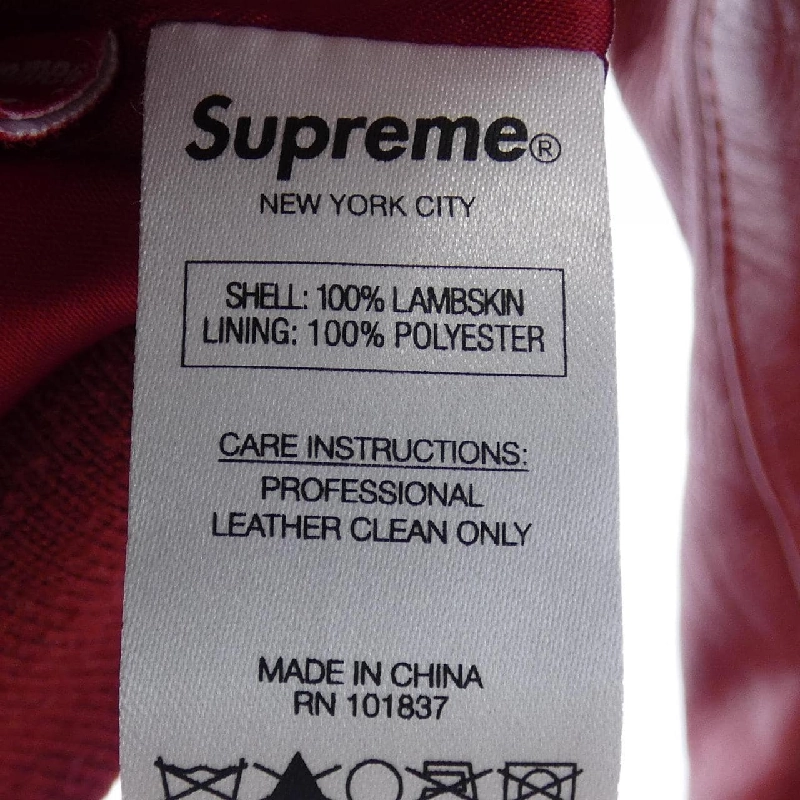 Supreme®
NEW YORK CITY
SHELL: 100% LAMBSKIN
LINING: 100% POLYESTER
CARE INSTRUCTIONS:
PROFESSIONAL
LEATHER CLEAN ONLY
MADE IN CHINA
RN 101837